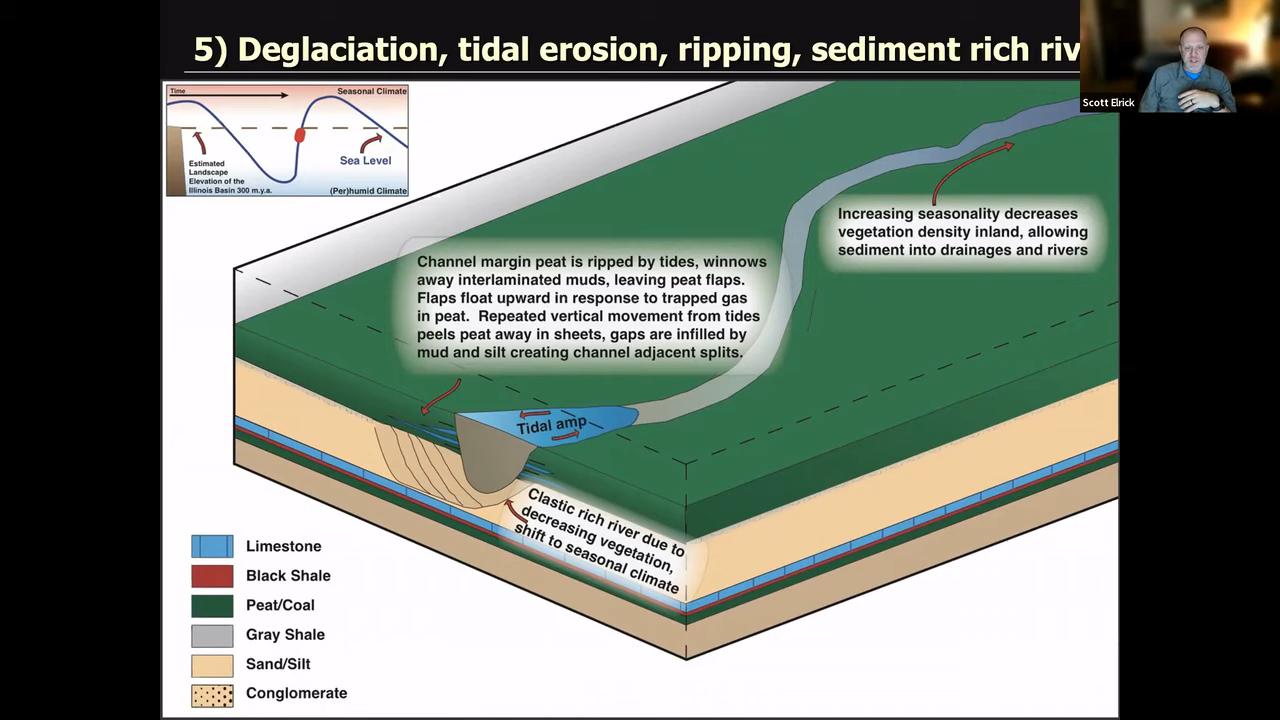 5) Deglaciation, tidal erosion, ripping, sediment rich riv
Scott Elrick
Time
Seasonal Climate
Estimated
Landscape
Elevation of the
Illinois Basin 300 m.y.a.
Sea Level
(Per)humid Climate
Increasing seasonality decreases
vegetation density inland, allowing
sediment into drainages and rivers
Channel margin peat is ripped by tides, winnows
away interlaminated muds, leaving peat flaps.
Flaps float upward in response to trapped gas
in peat. Repeated vertical movement from tides
peels peat away in sheets, gaps are infilled by
mud and silt creating channel adjacent splits.
Tidal amp
Clastic rich river due to
decreasing vegetation,
shift to seasonal climate
Limestone
Black Shale
Peat/Coal
Gray Shale
Sand/Silt
Conglomerate